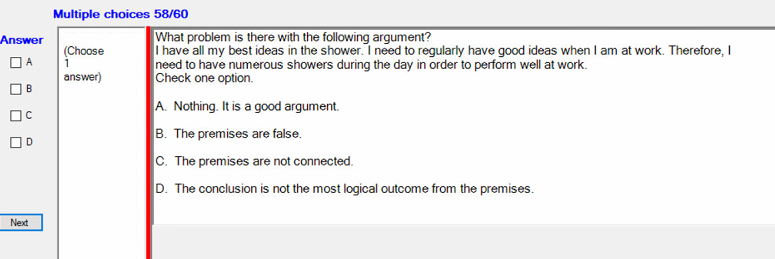 Multiple choices 58/60
Answer
A
B
C
D
Next
(Choose
1
answer)
What problem is there with the following argument?
I have all my best ideas in the shower. I need to regularly have good ideas when I am at work. Therefore, I
need to have numerous showers during the day in order to perform well at work.
Check one option.
A. Nothing. It is a good argument.
B. The premises are false.
C. The premises are not connected.
D. The conclusion is not the most logical outcome from the premises.